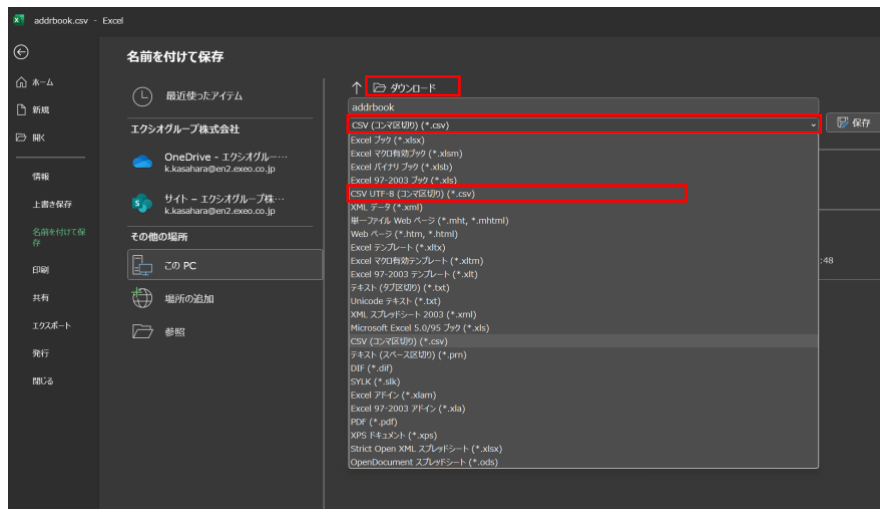 addrbook.csv - Excel
名前を付けて保存
ホーム
新規
開く
情報
上書き保存
名前を付けて保
存
印刷
共有
エクスポート
発行
閉じる
最近使ったアイテム
エクシオグループ株式会社
OneDrive - エクシオグルー…
k.kasahara@en2.exeo.co.jp
サイト – エクシオグループ株…
k.kasahara@en2.exeo.co.jp
その他の場所
この PC
場所の追加
参照
ダウンロード
addrbook
CSV (コンマ区切り) (*.csv)
保存
Excel ブック (*.xlsx)
Excel マクロ有効ブック (*.xlsm)
Excel バイナリ ブック (*.xlsb)
Excel 97-2003 ブック (*.xls)
CSV UTF-8 (コンマ区切り) (*.csv)
XML データ (*.xml)
単一ファイル Web ページ (*.mht, *.mhtml)
Web ページ (*.htm, *.html)
Excel テンプレート (*.xltx)
Excel マクロ有効テンプレート (*.xltm)
Excel 97-2003 テンプレート (*.xlt)
テキスト (タブ区切り) (*.txt)
Unicode テキスト (*.txt)
XML スプレッドシート 2003 (*.xml)
Microsoft Excel 5.0/95 ブック (*.xls)
CSV (コンマ区切り) (*.csv)
テキスト (スペース区切り) (*.prn)
DIF (*.dif)
SYLK (*.slk)
Excel アドイン (*.xlam)
Excel 97-2003 アドイン (*.xla)
PDF (*.pdf)
XPS ドキュメント (*.xps)
Strict Open XML スプレッドシート (*.xlsx)
OpenDocument スプレッドシート (*.ods)
:48